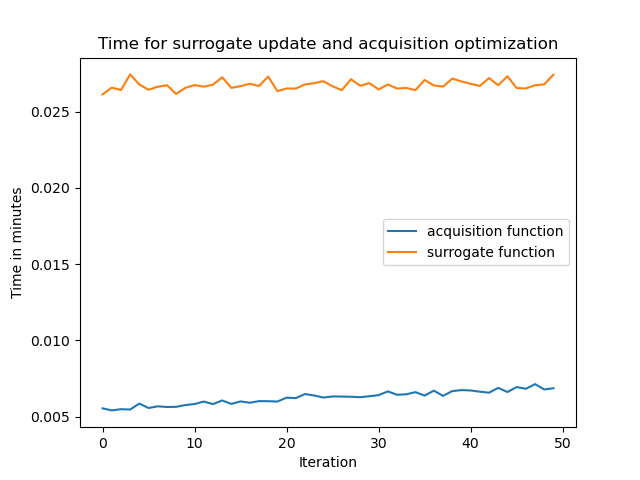 Time for surrogate update and acquisition optimization
Time in minutes
0.025
0.020
0.015
0.010
0.005
acquisition function
surrogate function
0 10 20 30 40 50
Iteration